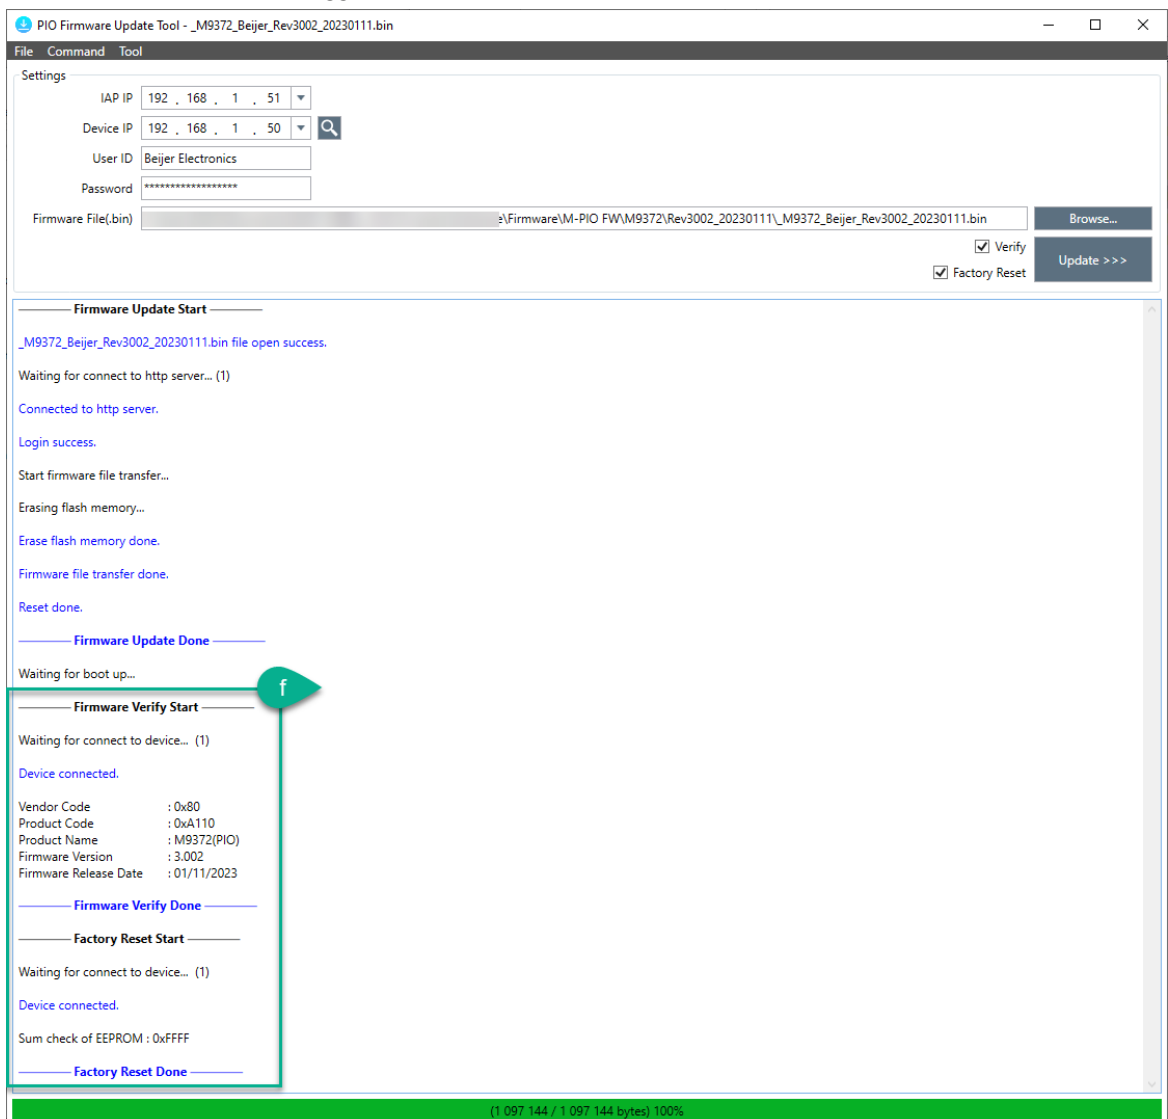 PIO Firmware Update Tool - _M9372_Beijer_Rev3002_20230111.bin
File Command Tool
Settings
IAP IP 192 . 168 . 1 . 51
Device IP 192 . 168 . 1 . 50
User ID Beijer Electronics
Password ******************
Firmware File(.bin) e\Firmware\M-PIO FW\M9372\Rev3002_20230111\_M9372_Beijer_Rev3002_20230111.bin Browse...
Verify
Update >>>
Factory Reset
Firmware Update Start
_M9372_Beijer_Rev3002_20230111.bin file open success.
Waiting for connect to http server... (1)
Connected to http server.
Login success.
Start firmware file transfer...
Erasing flash memory...
Erase flash memory done.
Firmware file transfer done.
Reset done.
Firmware Update Done
Waiting for boot up...
f
Firmware Verify Start
Waiting for connect to device... (1)
Device connected.
Vendor Code : 0x80
Product Code : 0xA110
Product Name : M9372(PIO)
Firmware Version : 3.002
Firmware Release Date : 01/11/2023
Firmware Verify Done
Factory Reset Start
Waiting for connect to device... (1)
Device connected.
Sum check of EEPROM : 0xFFFF
Factory Reset Done
(1 097 144 / 1 097 144 bytes) 100%